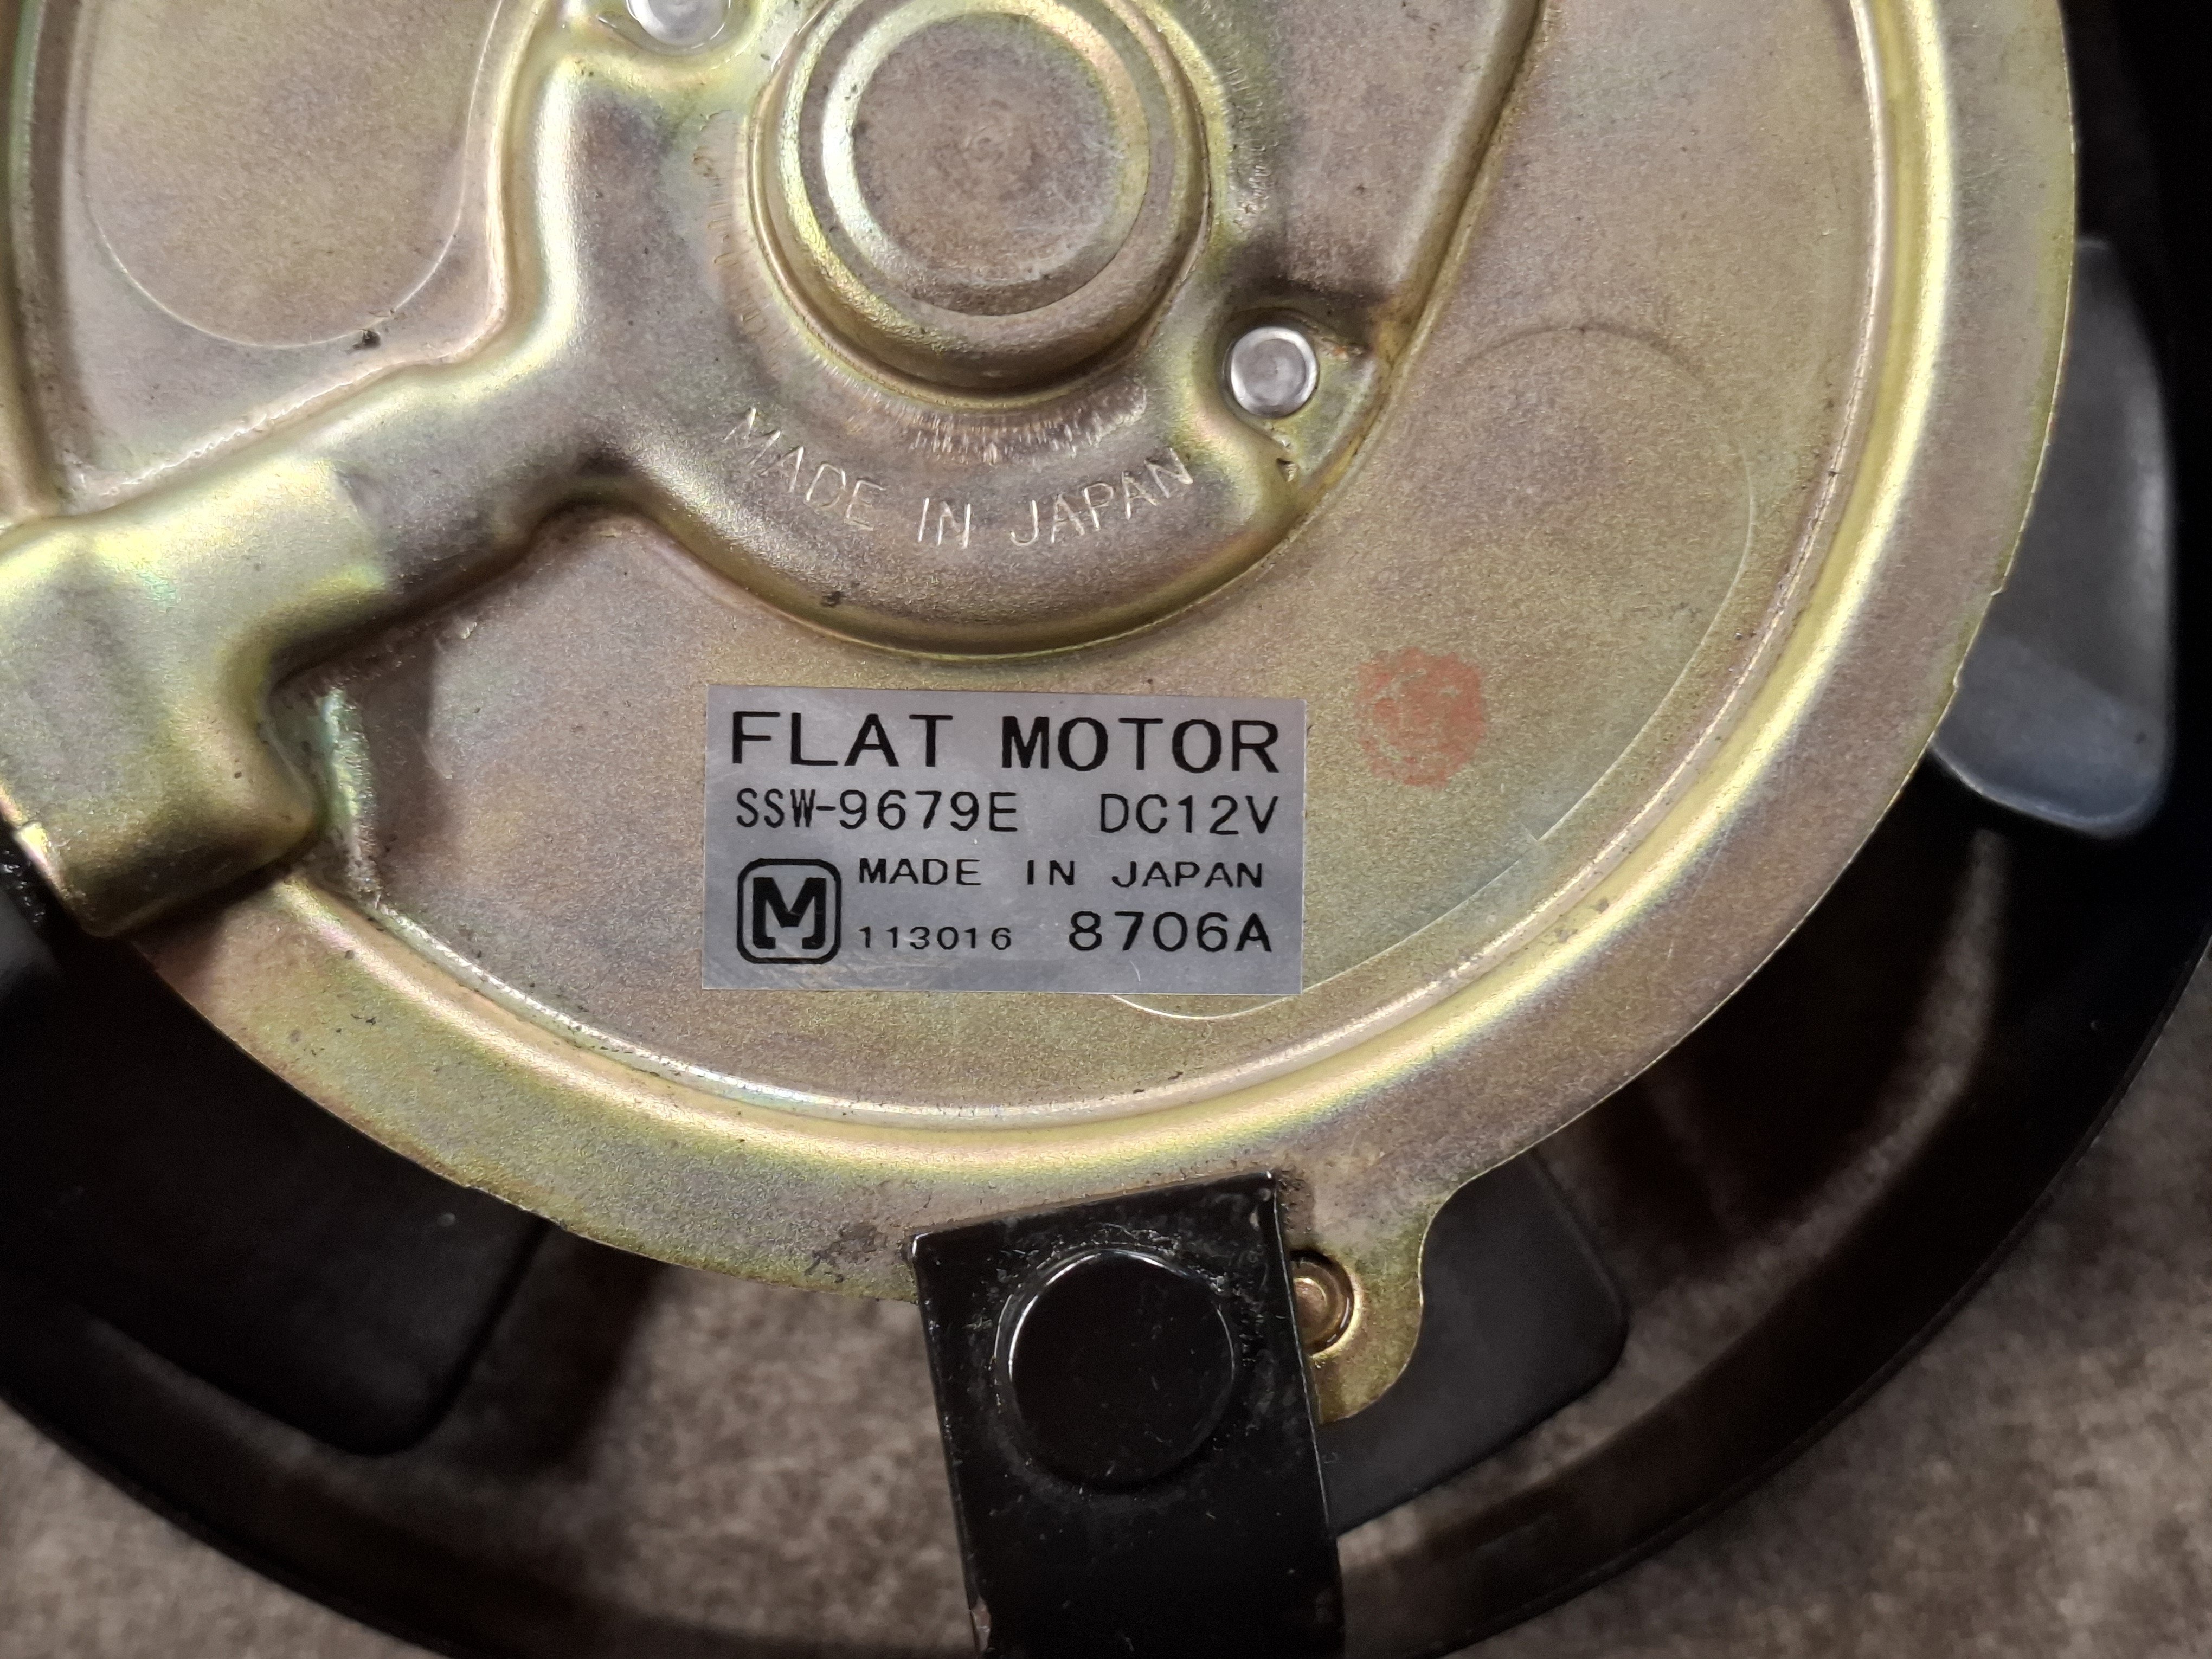 MADE IN JAPAN
FLAT MOTOR
SSW-9679E DC12V
M MADE IN JAPAN
113016 8706A